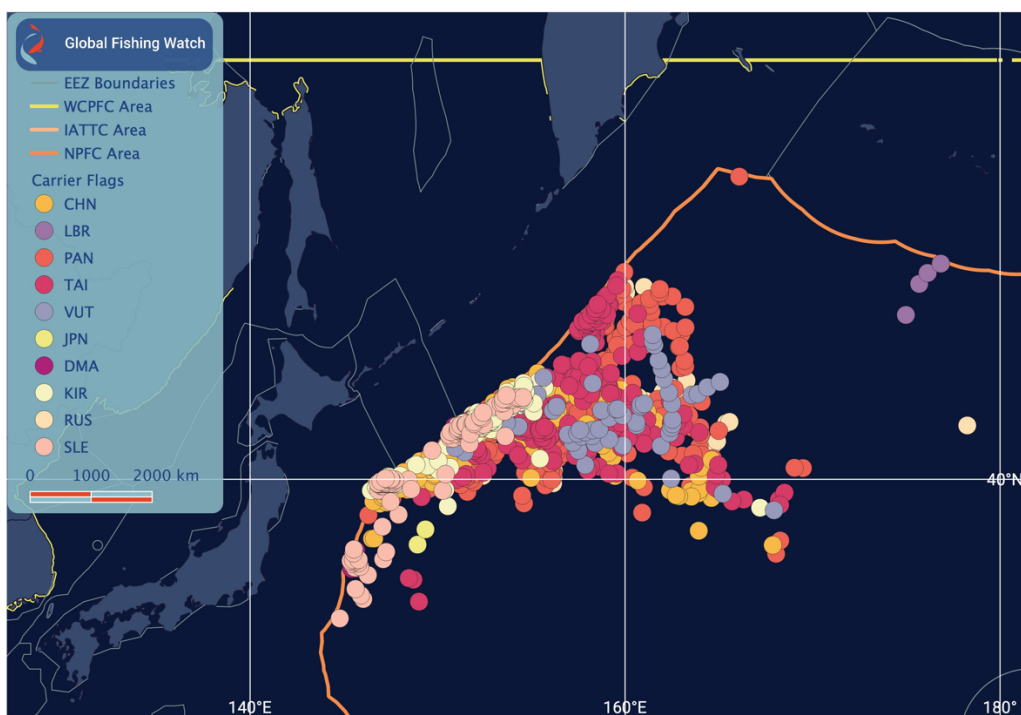 Global Fishing Watch
EEZ Boundaries
WCPFC Area
IATTC Area
NPFC Area
Carrier Flags
CHN
LBR
PAN
TAI
VUT
JPN
DMA
KIR
RUS
SLE
0 1000 2000 km
40°N
140°E 160°E 180°